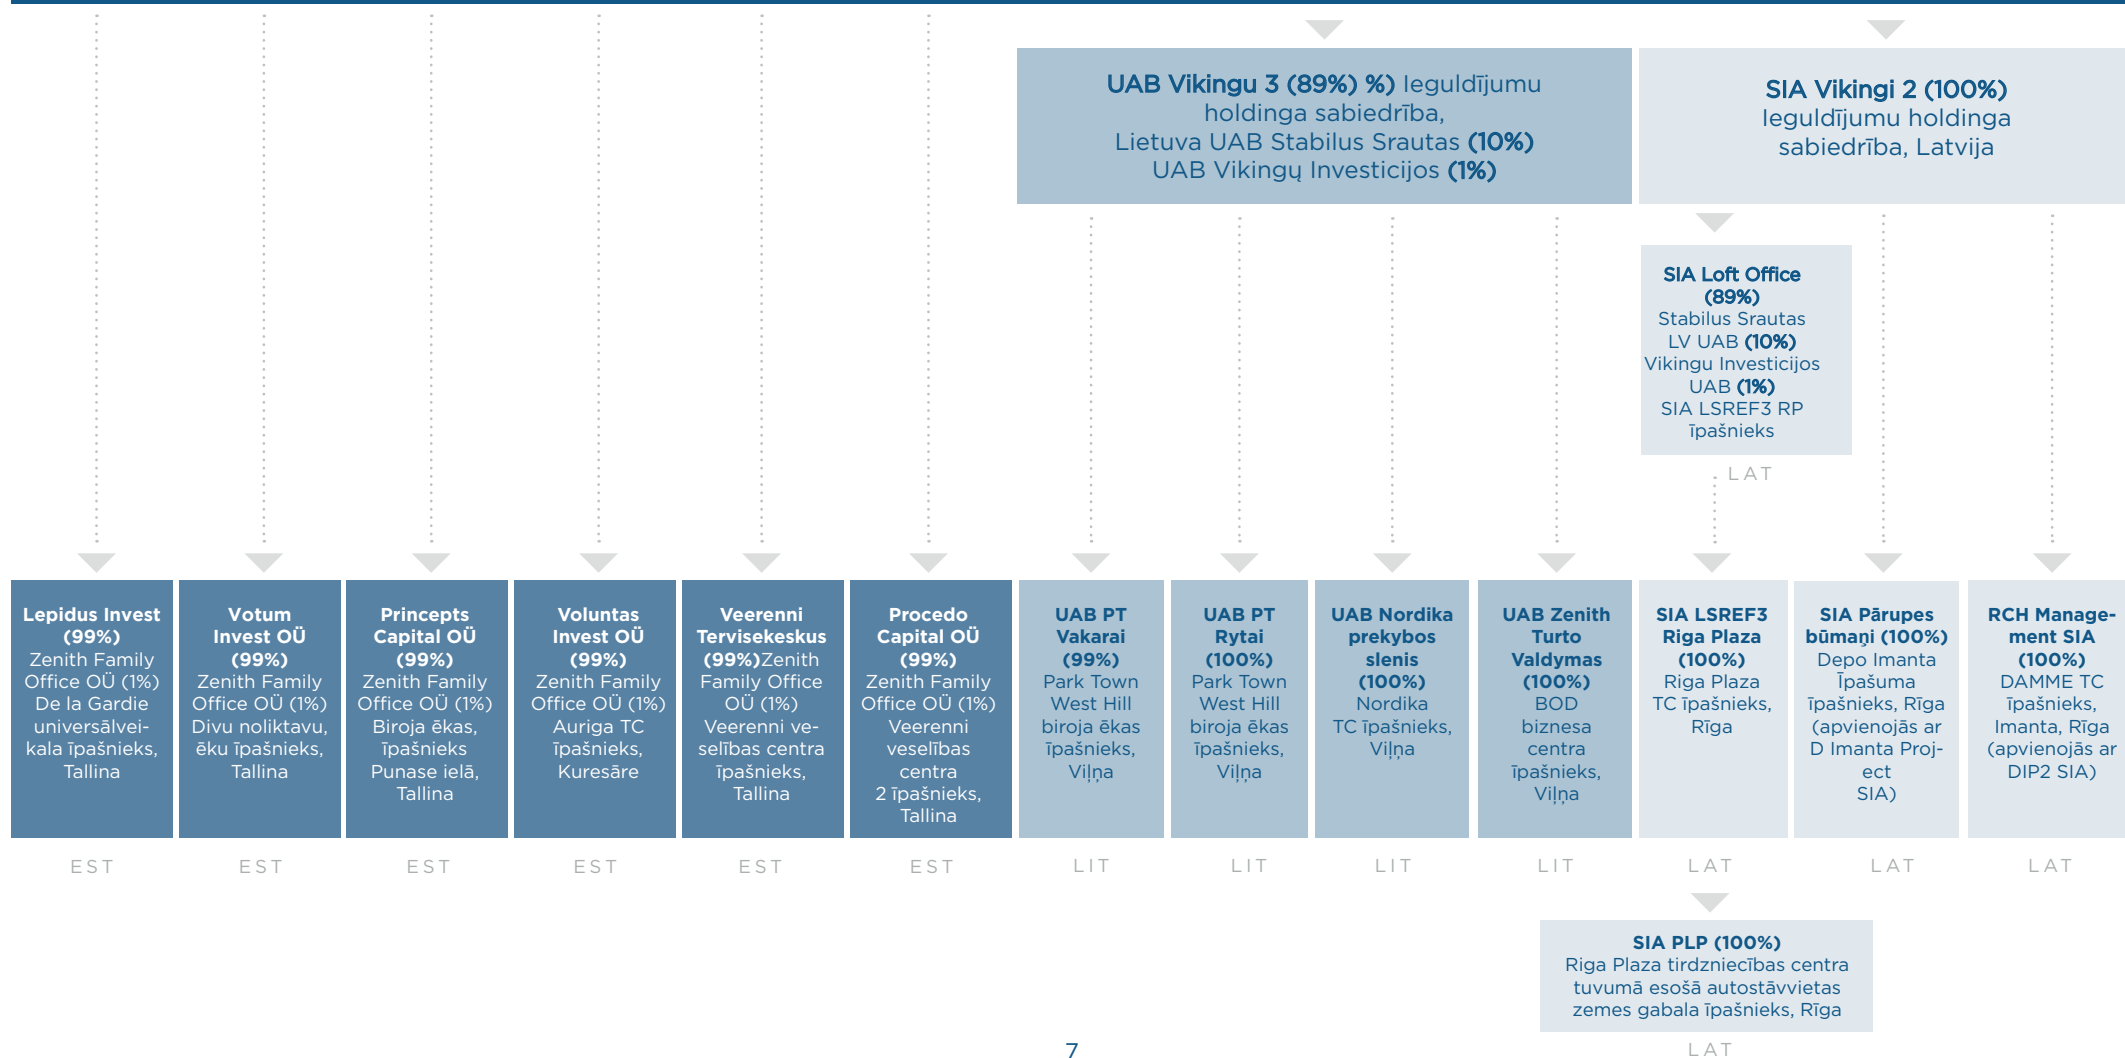 UAB Vikingu 3 (89%) %) Ieguldījumu
holdinga sabiedrība,
Lietuva UAB Stabilus Srautas (10%)
UAB Vikingų Investicijos (1%)
SIA Vikingi 2 (100%)
Ieguldījumu holdinga
sabiedrība, Latvija
SIA Loft Office
(89%)
Stabilus Srautas
LV UAB (10%)
Vikingu Investicijos
UAB (1%)
SIA LSREF3 RP
īpašnieks
LAT
Lepidus Invest
(99%)
Zenith Family
Office OÜ (1%)
De la Gardie
universālvei-
kala īpašnieks,
Tallina
EST
Votum
Invest OÜ
(99%)
Zenith Family
Office OÜ (1%)
Divu noliktavu,
ēku īpašnieks,
Tallina
EST
Princepts
Capital OÜ
(99%)
Zenith Family
Office OÜ (1%)
Biroja ēkas,
īpašnieks
Punase ielā,
Tallina
EST
Voluntas
Invest OÜ
(99%)
Zenith Family
Office OÜ (1%)
Auriga TC
īpašnieks,
Kuresāre
EST
Veerenni
Tervisekeskus
(99%)Zenith
Family Office
OÜ (1%)
Veerenni ve-
selības centra
īpašnieks,
Tallina
EST
Procedo
Capital OÜ
(99%)
Zenith Family
Office OÜ (1%)
Veerenni
veselības
centra
2 īpašnieks,
Tallina
EST
UAB PT
Vakarai
(99%)
Park Town
West Hill
biroja ēkas
īpašnieks,
Viļņa
LIT
UAB PT
Rytai
(100%)
Park Town
West Hill
biroja ēkas
īpašnieks,
Viļņa
LIT
UAB Nordika
prekybos
slenis
(100%)
Nordika
TC īpašnieks,
Viļņa
LIT
UAB Zenith
Turto
Valdymas
(100%)
BOD
biznesa
centra
īpašnieks,
Viļņa
LIT
SIA LSREF3
Riga Plaza
(100%)
Riga Plaza
TC īpašnieks,
Rīga
LAT
SIA Pārupes
būmaņi (100%)
Depo Imanta
Īpašuma
īpašnieks, Rīga
(apvienojās ar
D Imanta Proj-
ect
SIA)
LAT
RCH Manage-
ment SIA
(100%)
DAMME TC
īpašnieks,
Imanta, Rīga
(apvienojās ar
DIP2 SIA)
LAT
SIA PLP (100%)
Riga Plaza tirdzniecības centra
tuvumā esošā autostāvvietas
zemes gabala īpašnieks, Rīga
LAT
7